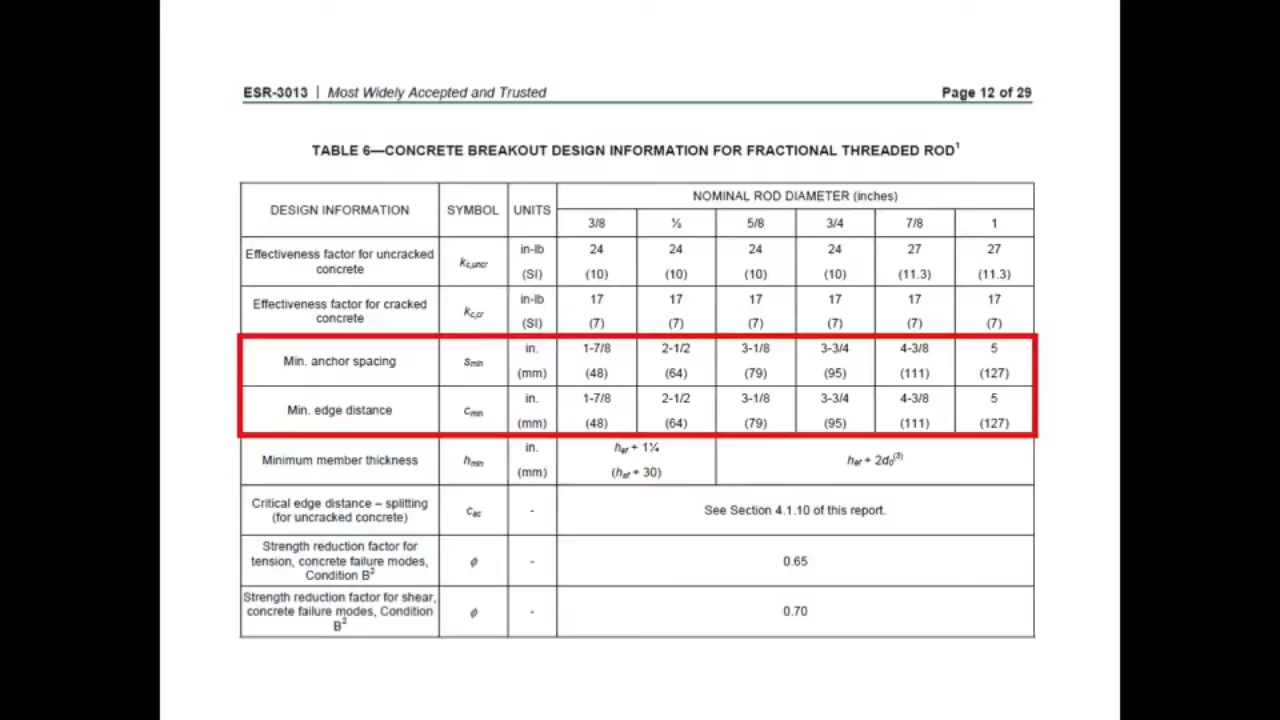 ESR-3013 | Most Widely Accepted and Trusted Page 12 of 29
TABLE 6—CONCRETE BREAKOUT DESIGN INFORMATION FOR FRACTIONAL THREADED ROD1
DESIGN INFORMATION SYMBOL UNITS NOMINAL ROD DIAMETER (inches)
3/8 ½ 5/8 3/4 7/8 1
Effectiveness factor for uncracked
concrete
kc,uncr
in-lb 24 24 24 24 27 27
(SI) (10) (10) (10) (10) (11.3) (11.3)
Effectiveness factor for cracked
concrete
kc,cr
in-lb 17 17 17 17 17 17
(SI) (7) (7) (7) (7) (7) (7)
Min. anchor spacing smin
in. 1-7/8 2-1/2 3-1/8 3-3/4 4-3/8 5
(mm) (48) (64) (79) (95) (111) (127)
Min. edge distance cmin
in. 1-7/8 2-1/2 3-1/8 3-3/4 4-3/8 5
(mm) (48) (64) (79) (95) (111) (127)
Minimum member thickness hmin
in. hef + 1¼
(mm) (hef + 30)
hef + 2d0(3)
Critical edge distance – splitting
(for uncracked concrete)
cac - See Section 4.1.10 of this report.
Strength reduction factor for
tension, concrete failure modes,
Condition B2
ϕ - 0.65
Strength reduction factor for shear,
concrete failure modes, Condition
B2
ϕ - 0.70